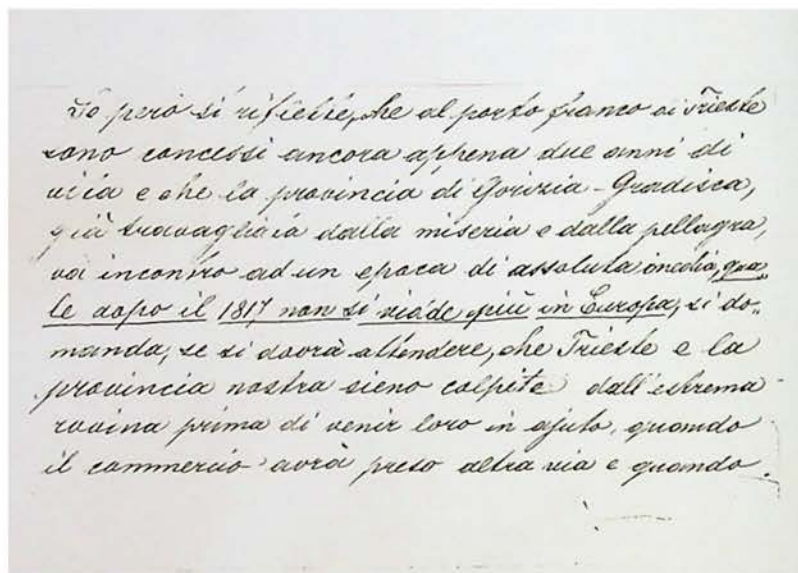 Se però si riflette, che al porto franco di Trieste
sono concessi ancora appena due anni di
vita e che la provincia di Gorizia-Gradisca,
già travagliata dalla miseria e dalla pellagra,
va incontro ad un epoca di assoluta inedia, qua„
le dopo il 1817 non si vide più in Europa, si do„
manda, se si dovrà attendere, che Trieste e la
provincia nostra sieno colpite dall'estrema
rovina prima di venir loro in ajuto, quando
il commercio avrà preso altra via e quando